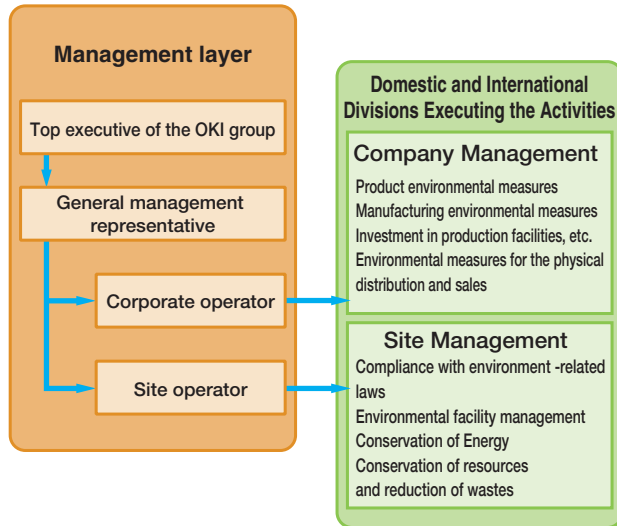 Management layer
Top executive of the OKI group
General management
representative
Corporate operator
Site operator
Domestic and International
Divisions Executing the Activities
Company Management
Product environmental measures
Manufacturing environmental measures
Investment in production facilities, etc.
Environmental measures for the physical
distribution and sales
Site Management
Compliance with environment -related
laws
Environmental facility management
Conservation of Energy
Conservation of resources
and reduction of wastes